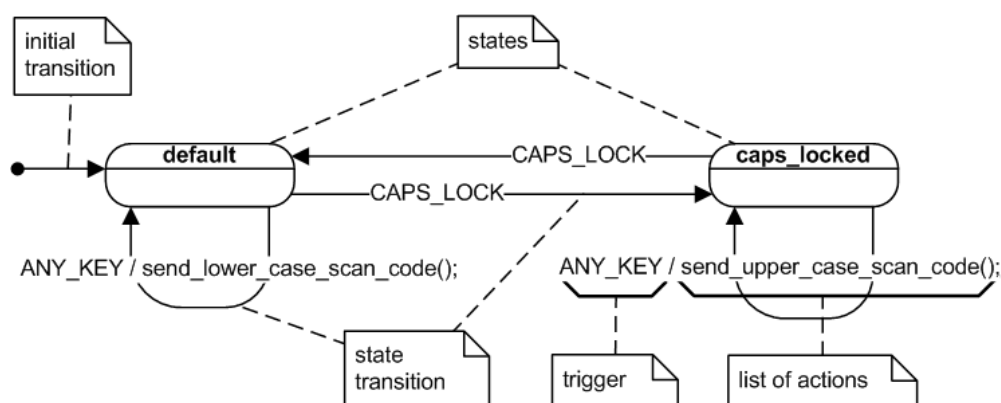 initial
transition
states
default
CAPS_LOCK
caps_locked
CAPS_LOCK
ANY_KEY / send_lower_case_scan_code();
ANY_KEY / send_upper_case_scan_code();
state
transition
trigger
list of actions